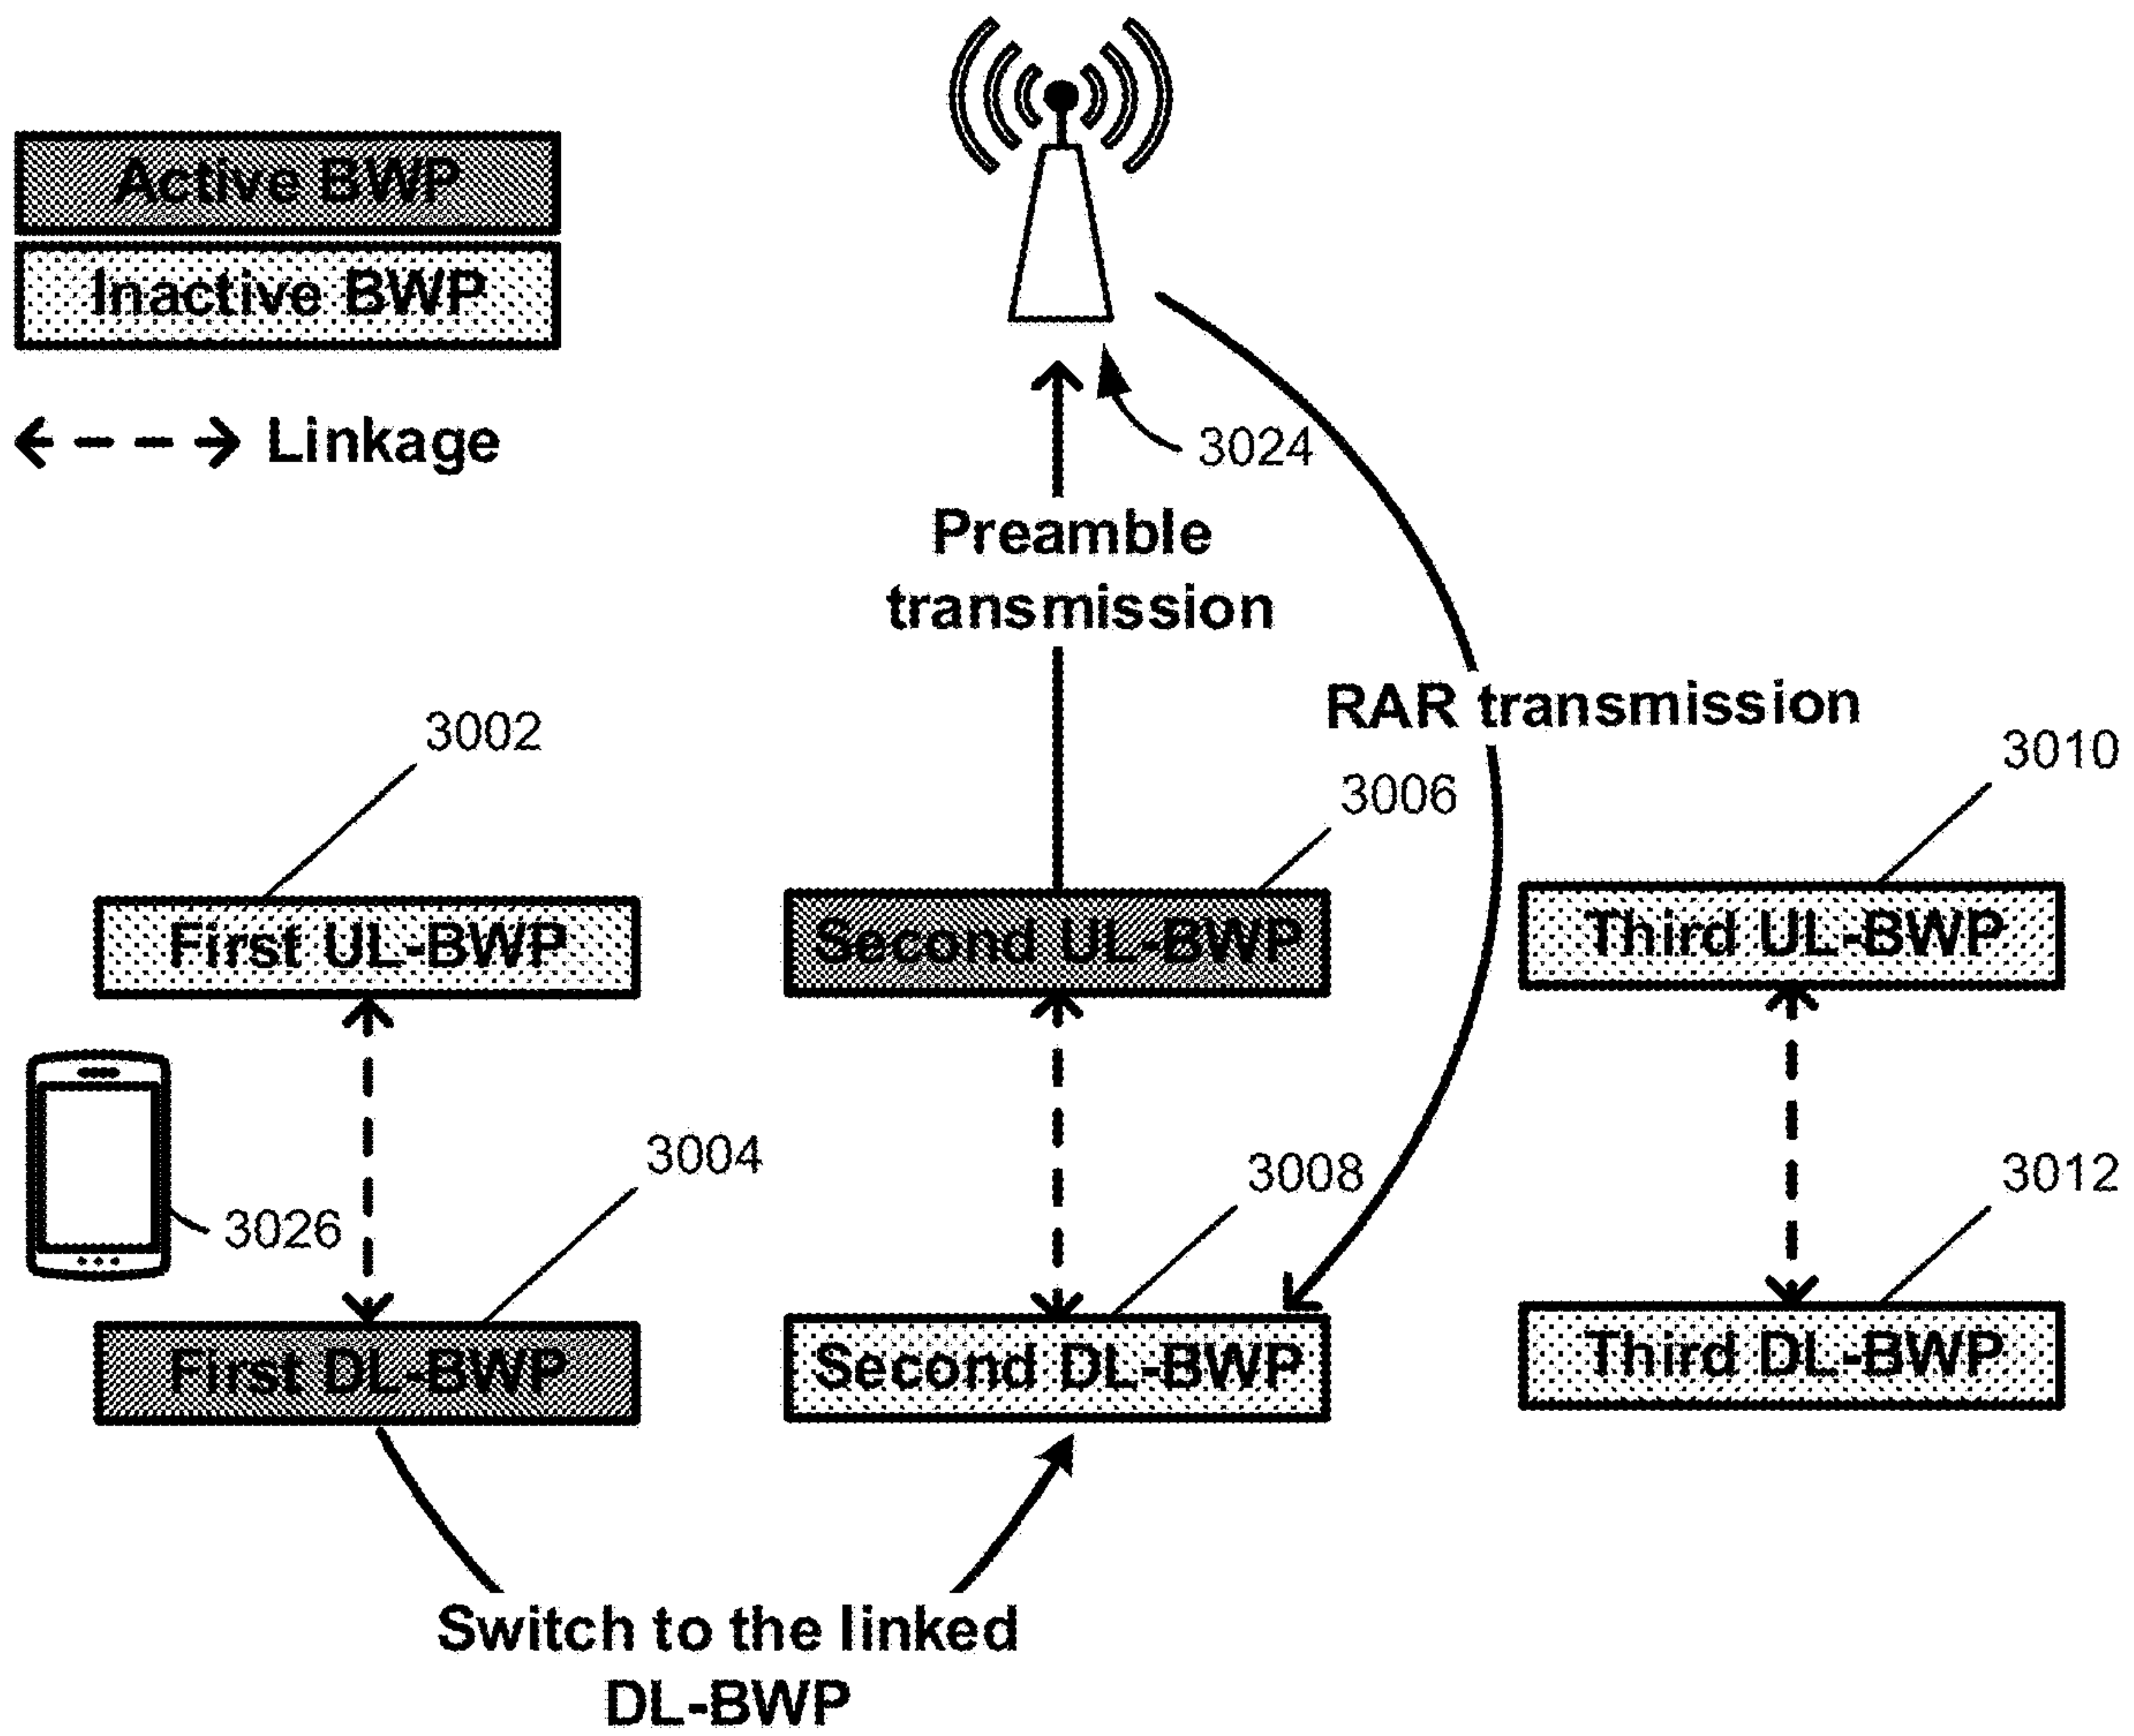 Active BWP
Inactive BWP
Linkage
3024
Preamble
transmission
RAR transmission
3002
3006
3010
First UL-BWP
Second UL-BWP
Third UL-BWP
3026
3004
3008
3012
First DL-BWP
Second DL-BWP
Third DL-BWP
Switch to the linked
DL-BWP